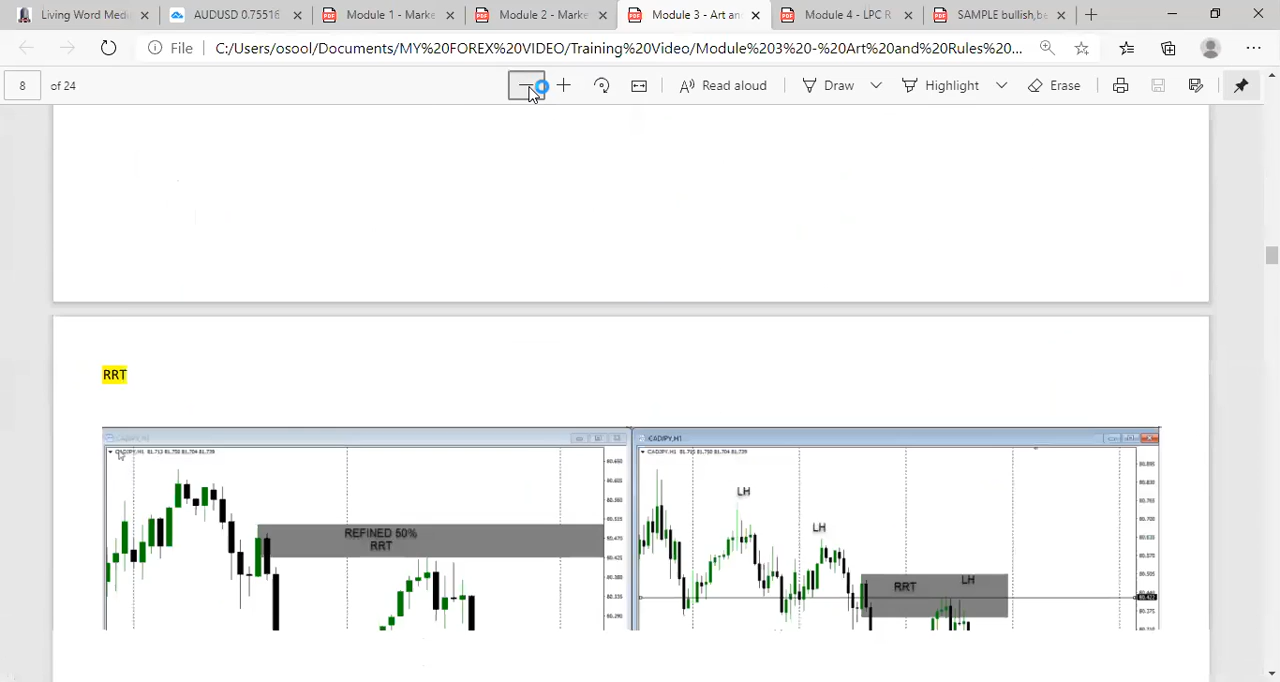 Living Word Medi
AUDUSD 0.75516
Module 1 - Marke
Module 2 - Marke
Module 3 - Art an
Module 4 - LPC R
SAMPLE bullish,be
File
C:/Users/osool/Documents/MY%20FOREX%20VIDEO/Training%20Video/Module%203%20-%20Art%20and%20Rules%20...
8 of 24
Read aloud
Draw
Highlight
Erase
RRT
CADJPY,H1
CADJPY,H1
REFINED 50%
RRT
LH
LH
RRT
LH